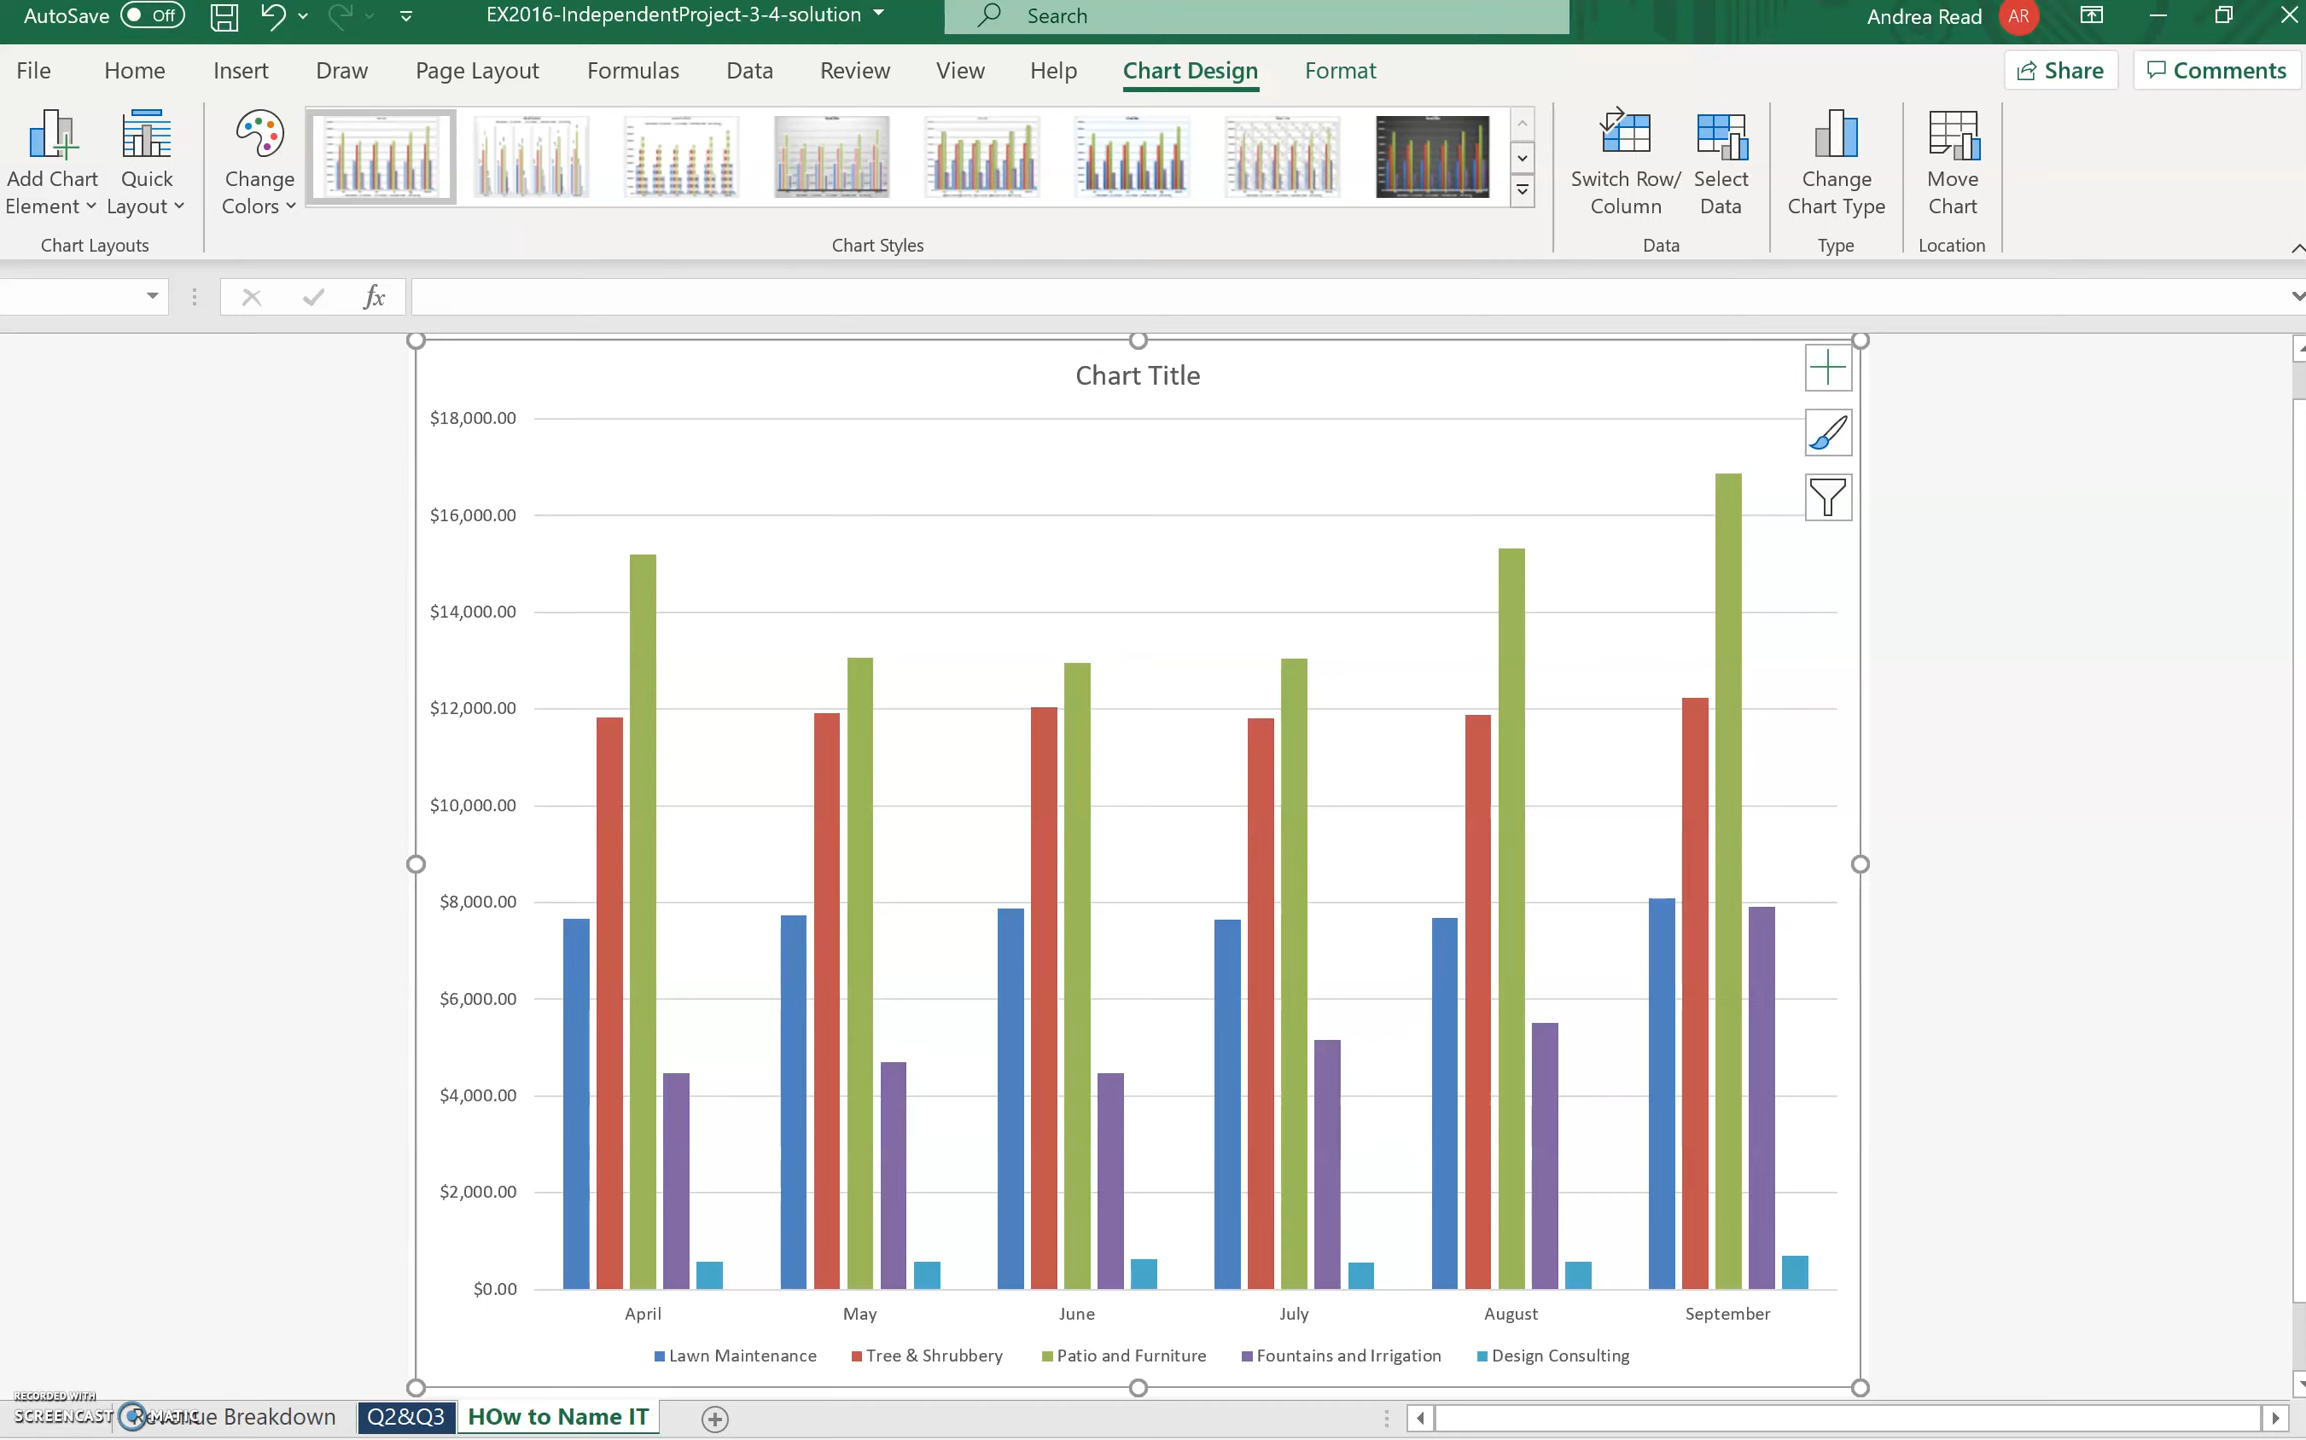 AutoSave Off EX2016-IndependentProject-3-4-solution Search Andrea Read AR
File Home Insert Draw Page Layout Formulas Data Review View Help Chart Design Format Share Comments
Add Chart Element
Quick Layout
Change Colors
Switch Row/ Column
Select Data
Change Chart Type
Move Chart
Chart Layouts Chart Styles Data Type Location
fx
Chart Title
$18,000.00
$16,000.00
$14,000.00
$12,000.00
$10,000.00
$8,000.00
$6,000.00
$4,000.00
$2,000.00
$0.00
April May June July August September
Lawn Maintenance Tree & Shrubbery Patio and Furniture Fountains and Irrigation Design Consulting
RECORDED WITH
SCREENCAST MATIC
Breakdown Q2&Q3 HOw to Name IT